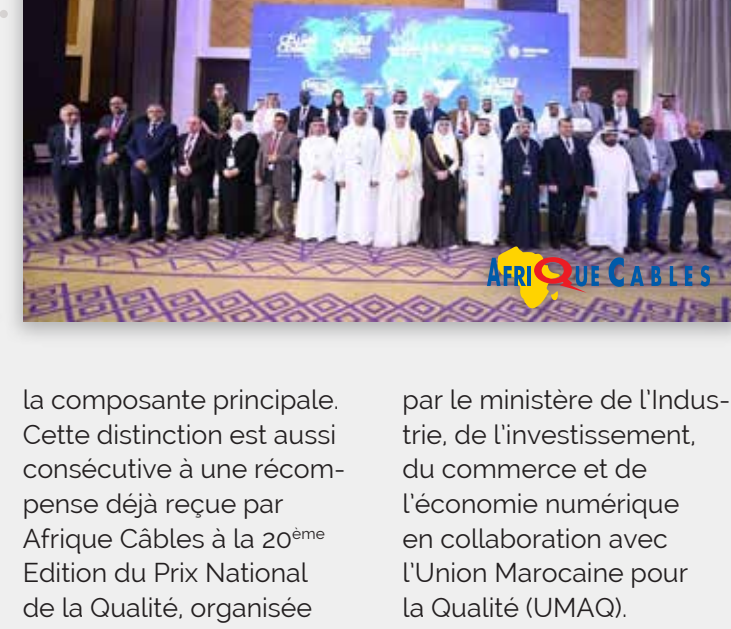 AFRIQUE CABLES
la composante principale.
Cette distinction est aussi
consécutive à une récom-
pense déjà reçue par
Afrique Câbles à la 20ème
Edition du Prix National
de la Qualité, organisée
par le ministère de l'Indus-
trie, de l'investissement,
du commerce et de
l'économie numérique
en collaboration avec
l'Union Marocaine pour
la Qualité (UMAQ).